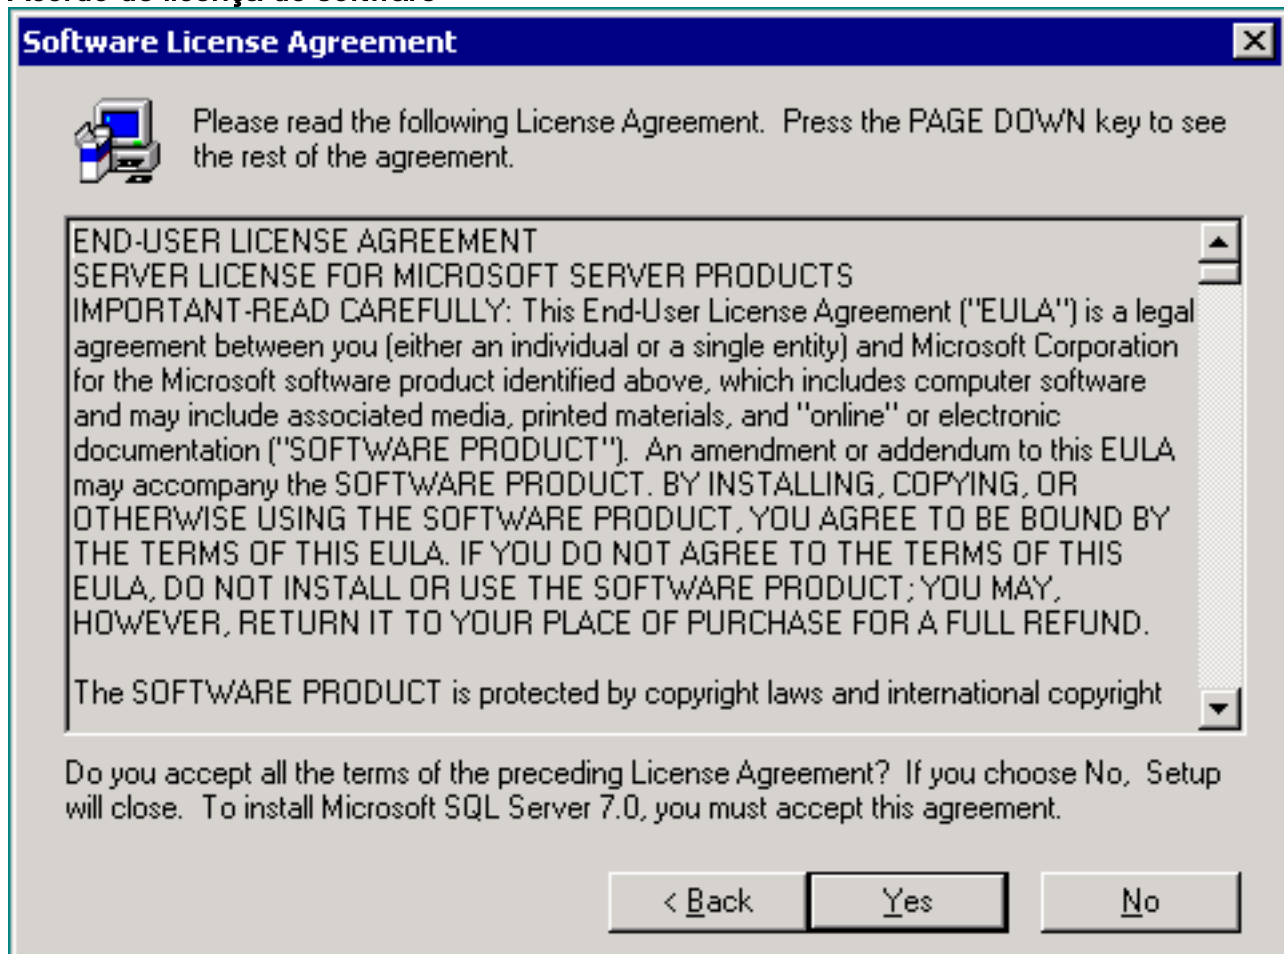 Acordo de licença do software
Software License Agreement
Please read the following License Agreement.  Press the PAGE DOWN key to see
the rest of the agreement.
END-USER LICENSE AGREEMENT
SERVER LICENSE FOR MICROSOFT SERVER PRODUCTS
IMPORTANT-READ CAREFULLY: This End-User License Agreement ("EULA") is a legal
agreement between you (either an individual or a single entity) and Microsoft Corporation
for the Microsoft software product identified above, which includes computer software
and may include associated media, printed materials, and "online" or electronic
documentation ("SOFTWARE PRODUCT").  An amendment or addendum to this EULA
may accompany the SOFTWARE PRODUCT. BY INSTALLING, COPYING, OR
OTHERWISE USING THE SOFTWARE PRODUCT, YOU AGREE TO BE BOUND BY
THE TERMS OF THIS EULA. IF YOU DO NOT AGREE TO THE TERMS OF THIS
EULA, DO NOT INSTALL OR USE THE SOFTWARE PRODUCT; YOU MAY,
HOWEVER, RETURN IT TO YOUR PLACE OF PURCHASE FOR A FULL REFUND.
The SOFTWARE PRODUCT is protected by copyright laws and international copyright
Do you accept all the terms of the preceding License Agreement?  If you choose No,  Setup
will close.  To install Microsoft SQL Server 7.0, you must accept this agreement.
< Back
Yes
No